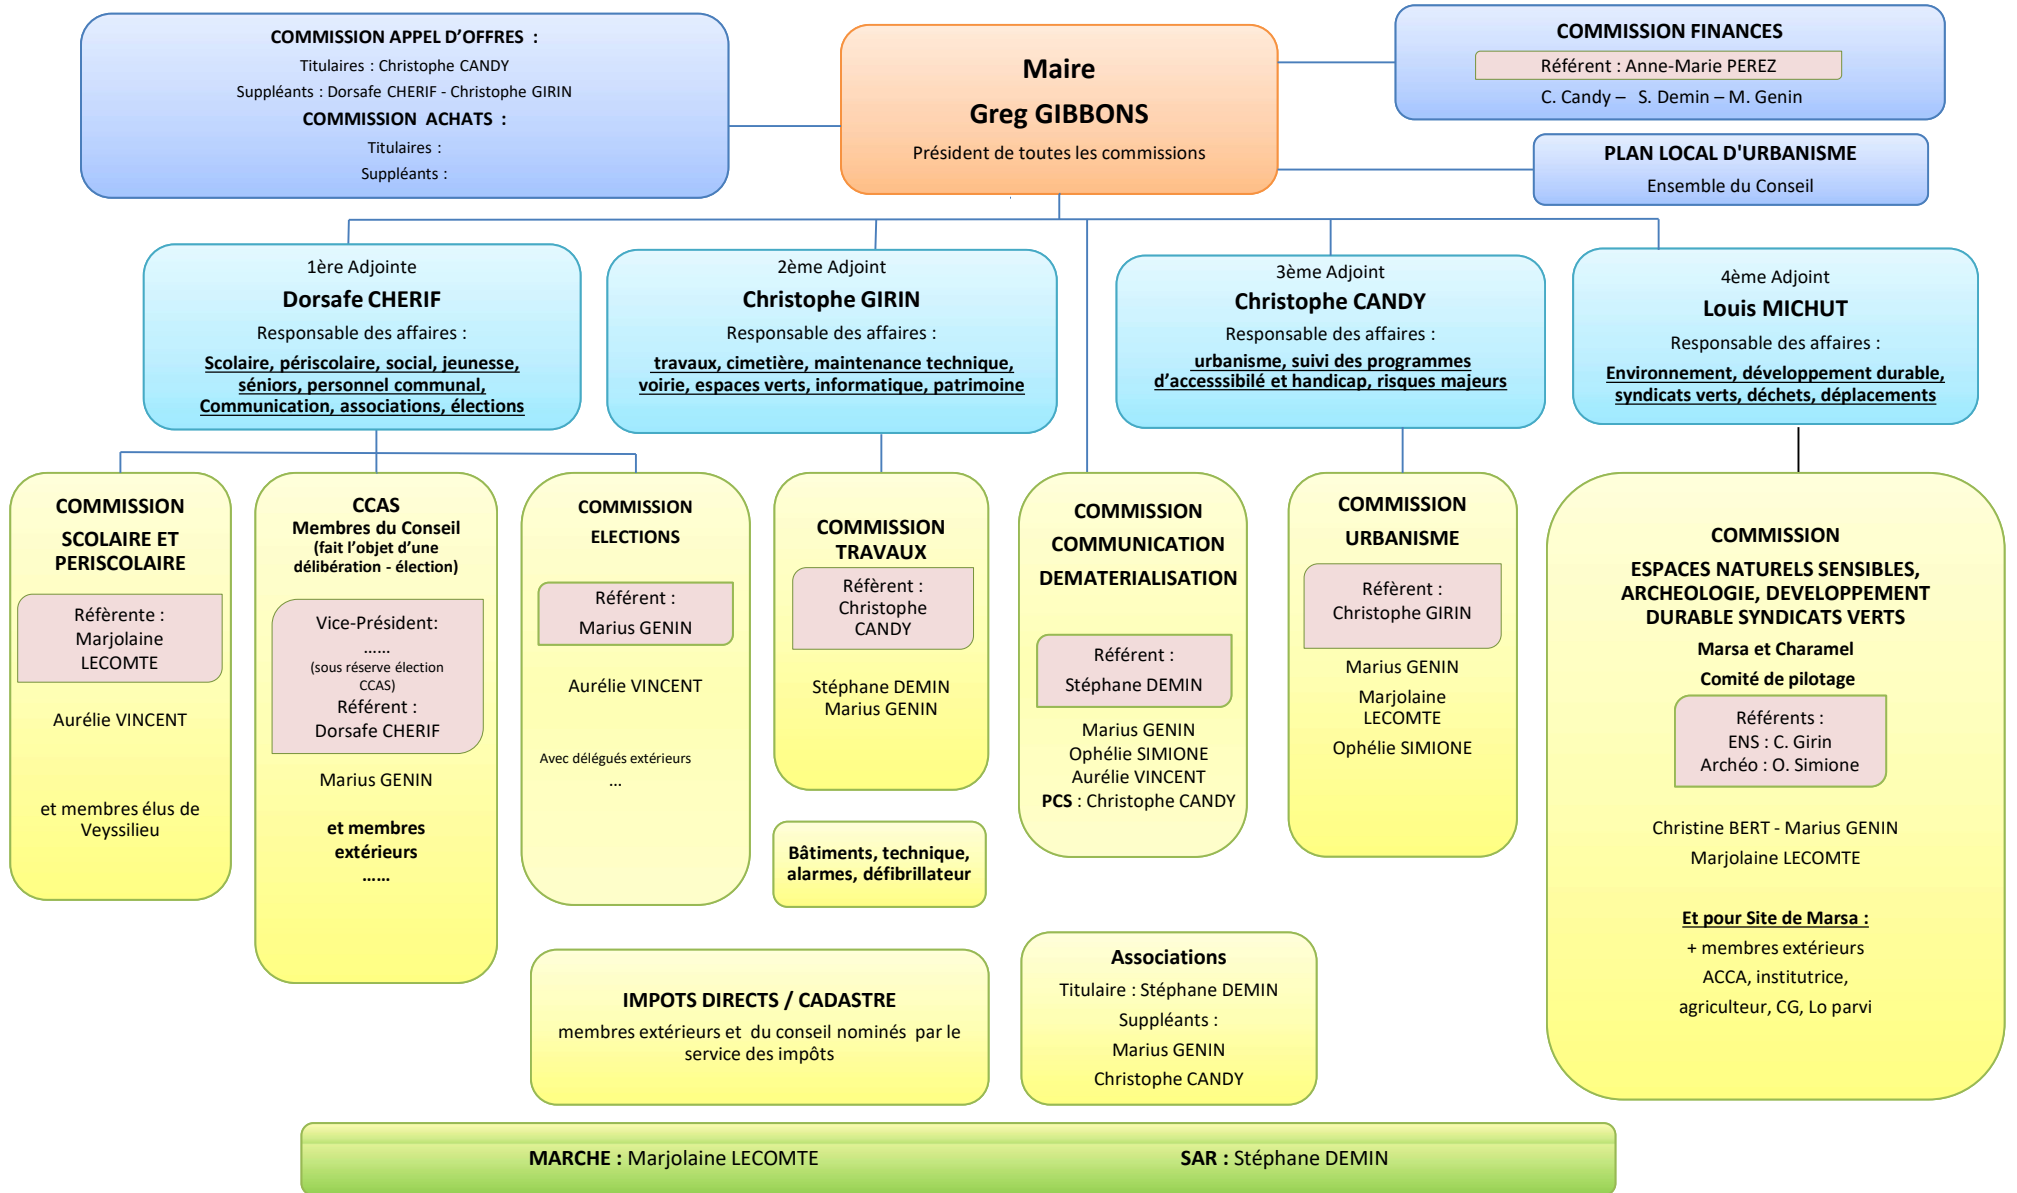 COMMISSION APPEL D'OFFRES :
Titulaires : Christophe CANDY
Suppléants : Dorsafe CHERIF - Christophe GIRIN
COMMISSION ACHATS :
Titulaires :
Suppléants :
Maire
Greg GIBBONS
Président de toutes les commissions
COMMISSION FINANCES
Référent : Anne-Marie PEREZ
C. Candy – S. Demin – M. Genin
PLAN LOCAL D'URBANISME
Ensemble du Conseil
1ère Adjointe
Dorsafe CHERIF
Responsable des affaires :
Scolaire, périscolaire, social, jeunesse,
séniors, personnel communal,
Communication, associations, élections
2ème Adjoint
Christophe GIRIN
Responsable des affaires :
travaux, cimetière, maintenance technique,
voirie, espaces verts, informatique, patrimoine
3ème Adjoint
Christophe CANDY
Responsable des affaires :
urbanisme, suivi des programmes
d'accesssibilé et handicap, risques majeurs
4ème Adjoint
Louis MICHUT
Responsable des affaires :
Environnement, développement durable,
syndicats verts, déchets, déplacements
COMMISSION
SCOLAIRE ET
PERISCOLAIRE
Réfèrente :
Marjolaine
LECOMTE
Aurélie VINCENT
et membres élus de
Veyssilieu
CCAS
Membres du Conseil
(fait l'objet d'une
délibération - élection)
Vice-Président:
......
(sous réserve élection
CCAS)
Référent :
Dorsafe CHERIF
Marius GENIN
et membres
extérieurs
......
COMMISSION
ELECTIONS
Référent :
Marius GENIN
Aurélie VINCENT
Avec délégués extérieurs
...
COMMISSION
TRAVAUX
Réfèrent :
Christophe
CANDY
Stéphane DEMIN
Marius GENIN
Bâtiments, technique,
alarmes, défibrillateur
COMMISSION
COMMUNICATION
DEMATERIALISATION
Référent :
Stéphane DEMIN
Marius GENIN
Ophélie SIMIONE
Aurélie VINCENT
PCS : Christophe CANDY
COMMISSION
URBANISME
Réfèrent :
Christophe GIRIN
Marius GENIN
Marjolaine
LECOMTE
Ophélie SIMIONE
COMMISSION
ESPACES NATURELS SENSIBLES,
ARCHEOLOGIE, DEVELOPPEMENT
DURABLE SYNDICATS VERTS
Marsa et Charamel
Comité de pilotage
Référents :
ENS : C. Girin
Archéo : O. Simione
Christine BERT - Marius GENIN
Marjolaine LECOMTE
Et pour Site de Marsa :
+ membres extérieurs
ACCA, institutrice,
agriculteur, CG, Lo parvi
IMPOTS DIRECTS / CADASTRE
membres extérieurs et du conseil nominés par le
service des impôts
Associations
Titulaire : Stéphane DEMIN
Suppléants :
Marius GENIN
Christophe CANDY
MARCHE : Marjolaine LECOMTE
SAR : Stéphane DEMIN